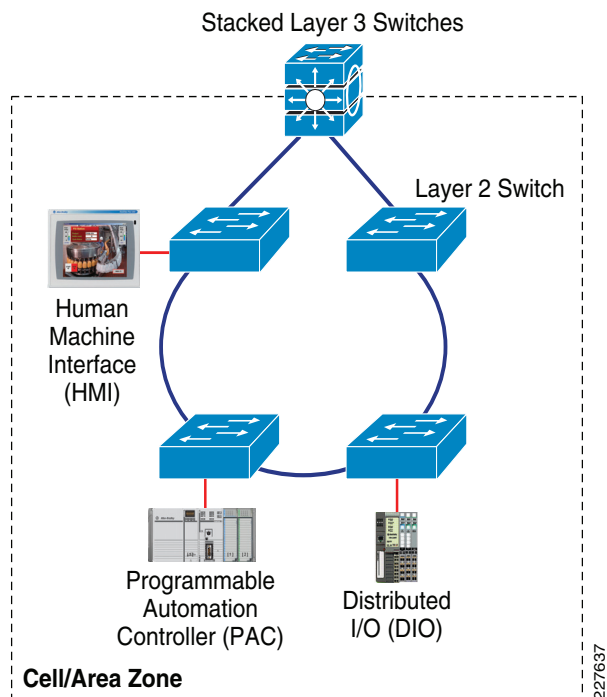 Stacked Layer 3 Switches
Layer 2 Switch
Human
Machine
Interface
(HMI)
Programmable
Automation
Controller (PAC)
Distributed
I/O (DIO)
Cell/Area Zone
227637